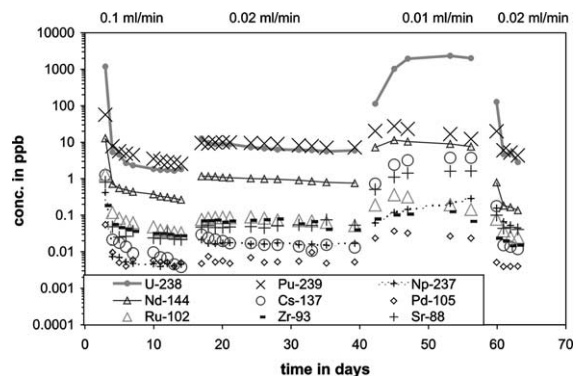 0.1 ml/min 0.02 ml/min 0.01 ml/min 0.02 ml/min
10000
1000
100
10
1
0.1
0.01
0.001
0.0001
conc. in ppb
U-238 Pu-239 Np-237
Nd-144 Cs-137 Pd-105
Ru-102 Zr-93 Sr-88
0 10 20 30 40 50 60 70
time in days